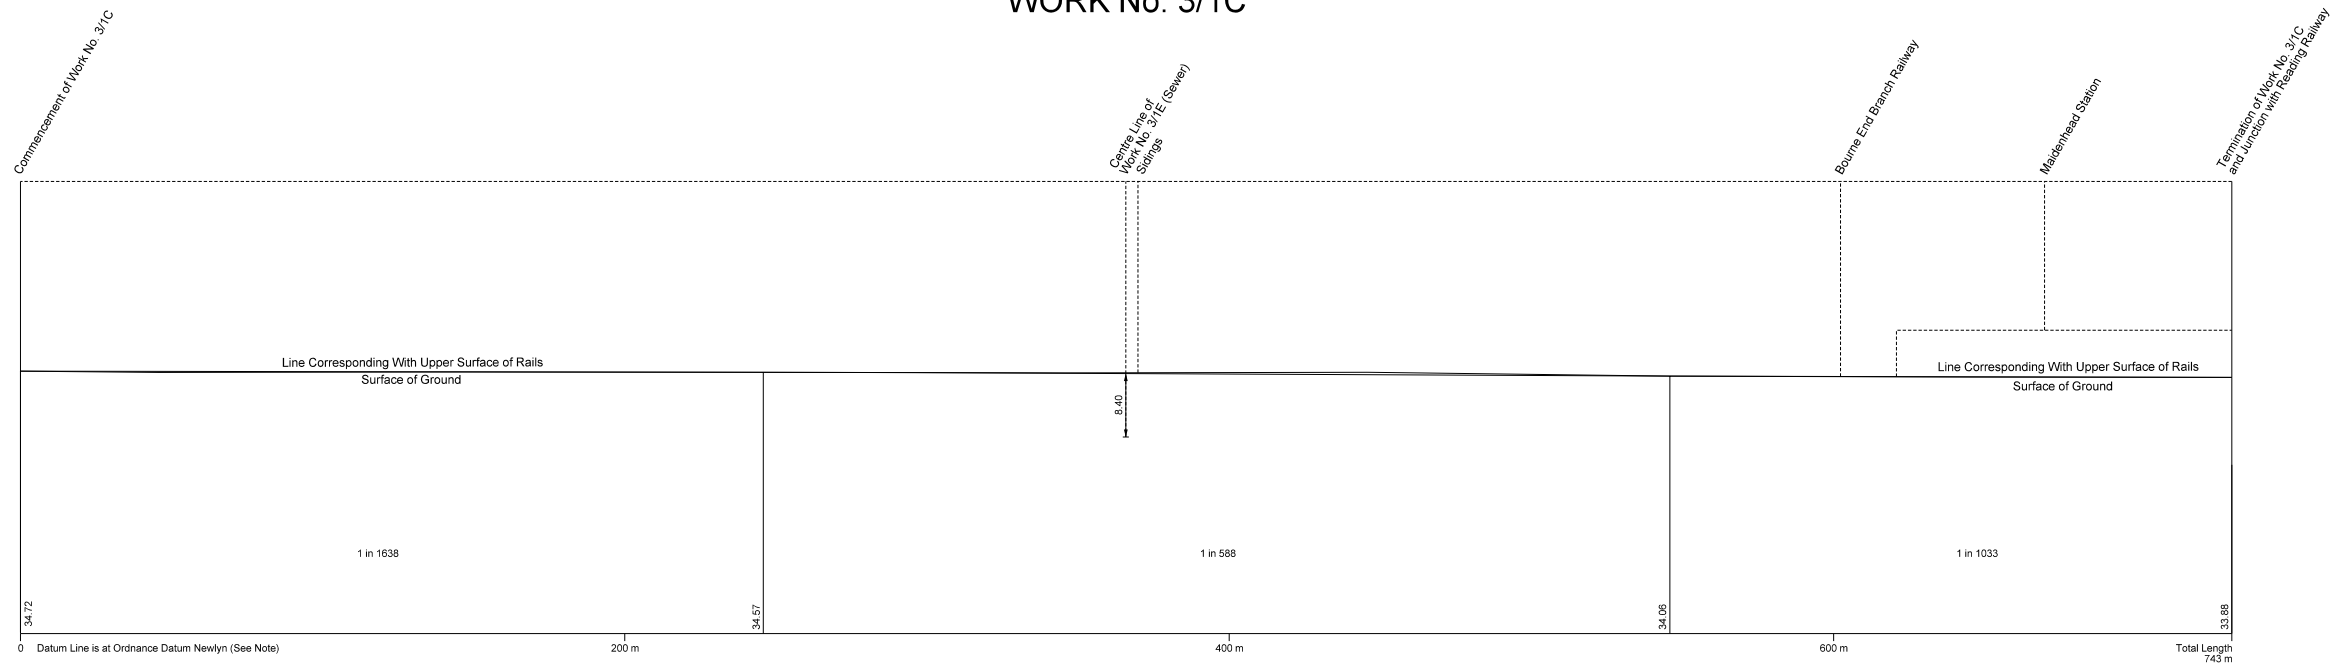 WORK No. 3/1C
Commencement of Work No. 3/1C
Centre Line of
Work No. 3/1E (Sewer)
Sidings
Bourne End Branch Railway
Maidenhead Station
Termination of Work No. 3/1C
and Junction with Reading Railway
Line Corresponding With Upper Surface of Rails
Surface of Ground
Line Corresponding With Upper Surface of Rails
Surface of Ground
8.40
1 in 1638
1 in 588
1 in 1033
34.72
34.57
34.06
33.88
0
Datum Line is at Ordnance Datum Newlyn (See Note)
200 m
400 m
600 m
Total Length
743 m